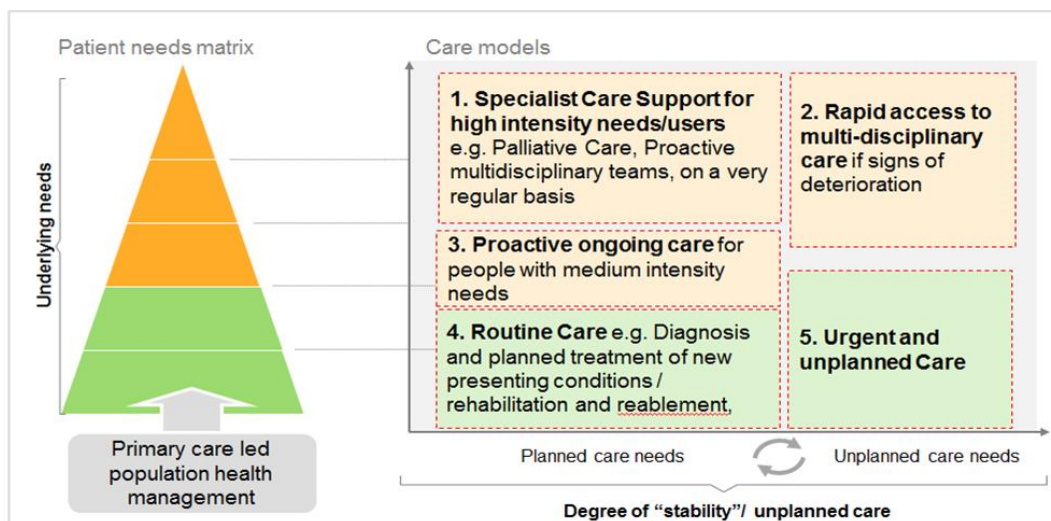 Patient needs matrix
Underlying needs
Primary care led
population health
management
Care models
1. Specialist Care Support for
high intensity needs/users
e.g. Palliative Care, Proactive
multidisciplinary teams, on a very
regular basis
2. Rapid access to
multi-disciplinary
care if signs of
deterioration
3. Proactive ongoing care for
people with medium intensity
needs
4. Routine Care e.g. Diagnosis
and planned treatment of new
presenting conditions /
rehabilitation and reablement,
5. Urgent and
unplanned Care
Planned care needs
Unplanned care needs
Degree of “stability”/ unplanned care